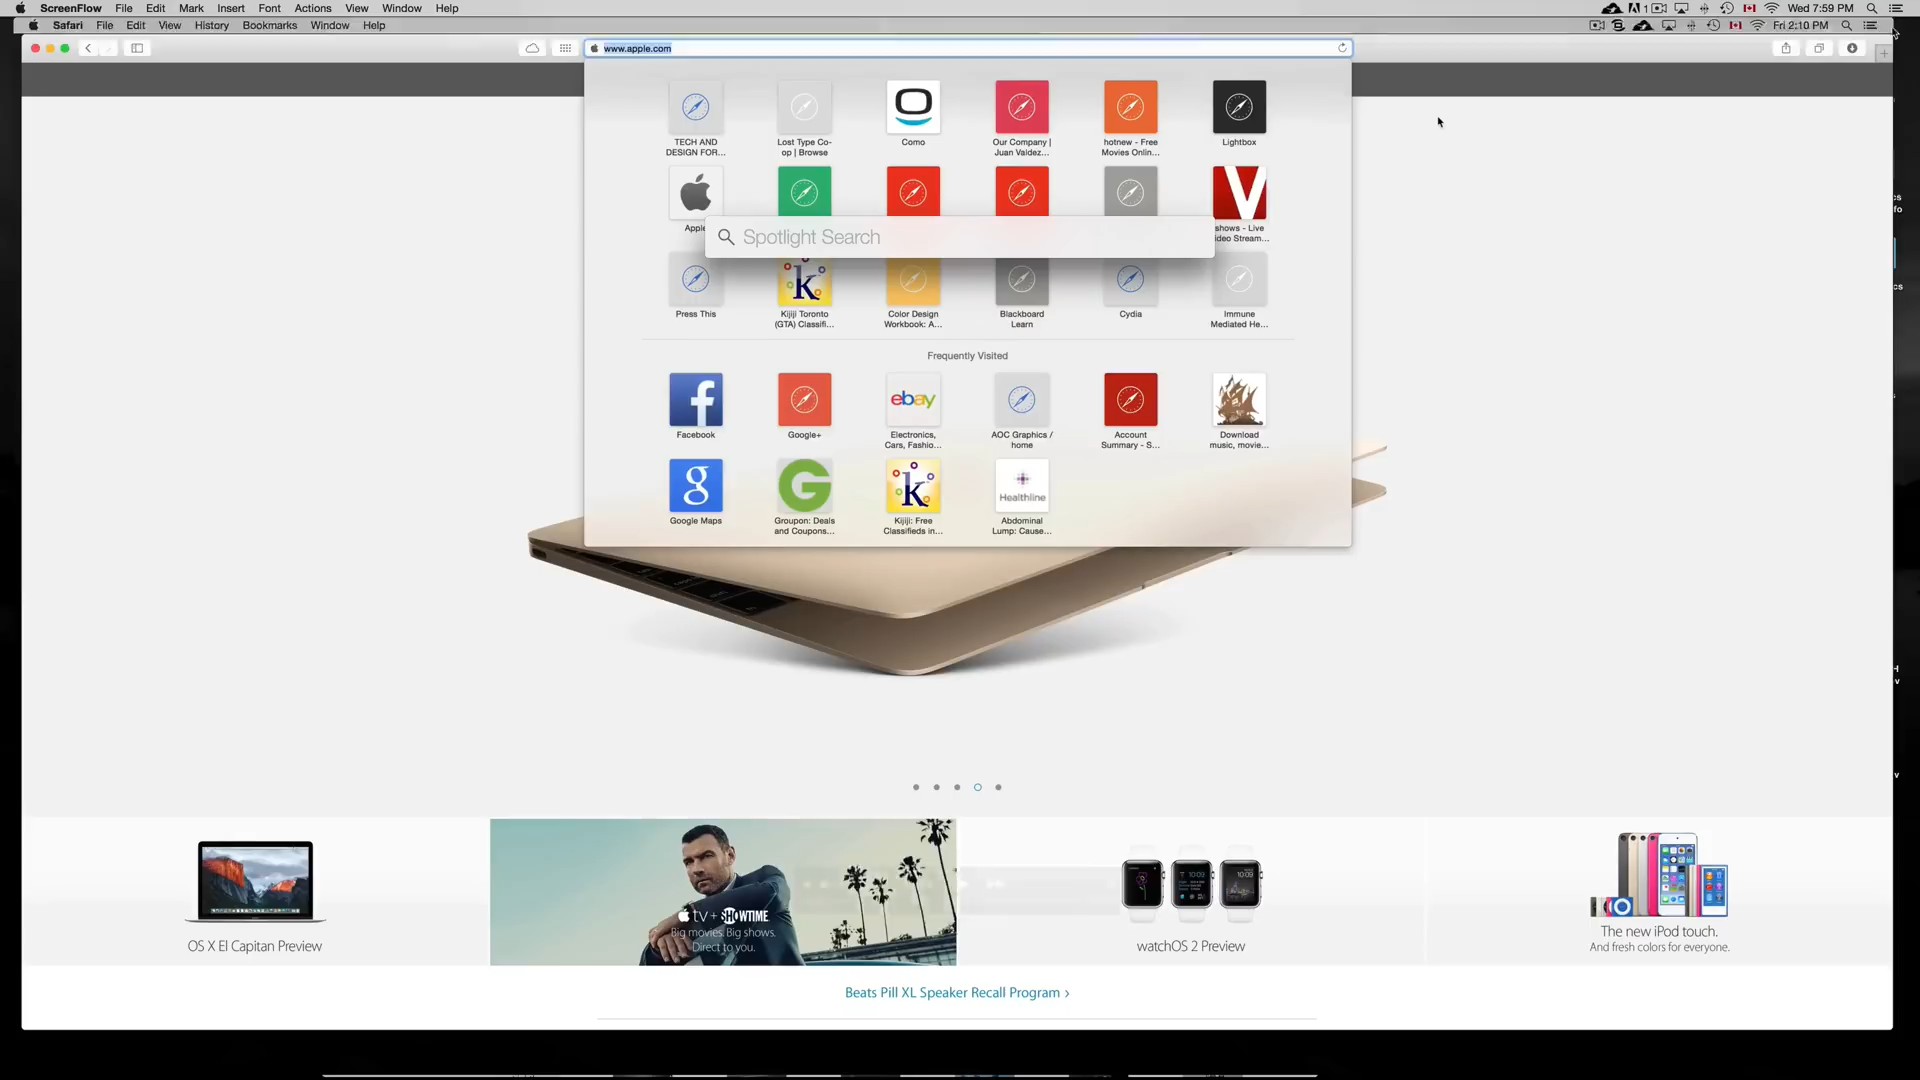 ScreenFlow File Edit Mark Insert Font Actions View Window Help 1 Wed 7:59 PM
Safari File Edit View History Bookmarks Window Help Fri 2:10 PM
www.apple.com
TECH AND DESIGN FOR...
Lost Type Co-op | Browse
Como
Our Company | Juan Valdez...
hotnew - Free Movies Onlin...
Lightbox
V
Apple
shows - Live
Video Stream...
Spotlight Search
k
Press This
Kijiji Toronto (GTA) Classifi...
Color Design Workbook: A...
Blackboard Learn
Cydia
Immune Mediated He...
Frequently Visited
f
ebay
Facebook
Google+
Electronics, Cars, Fashio...
AOC Graphics / home
Account Summary - S...
Download music, movie...
g
G
k
Healthline
Google Maps
Groupon: Deals and Coupons...
Kijiji: Free Classifieds in...
Abdominal Lump: Cause...
OS X El Capitan Preview
tv + SHOWTIME
Big movies. Big shows.
Direct to you.
10:09
10:09
watchOS 2 Preview
The new iPod touch.
And fresh colors for everyone.
Beats Pill XL Speaker Recall Program ›